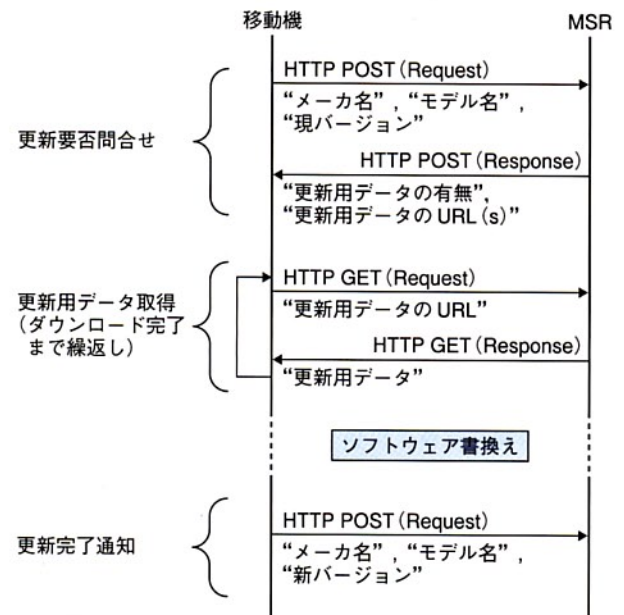 移動機
MSR
更新要否問合せ
HTTP POST (Request)
“メーカ名”, “モデル名”,
“現バージョン”
HTTP POST (Response)
“更新用データの有無”,
“更新用データの URL (s)”
更新用データ取得
(ダウンロード完了
まで繰返し)
HTTP GET (Request)
“更新用データの URL”
HTTP GET (Response)
“更新用データ”
ソフトウェア書換え
更新完了通知
HTTP POST (Request)
“メーカ名”, “モデル名”,
“新バージョン”